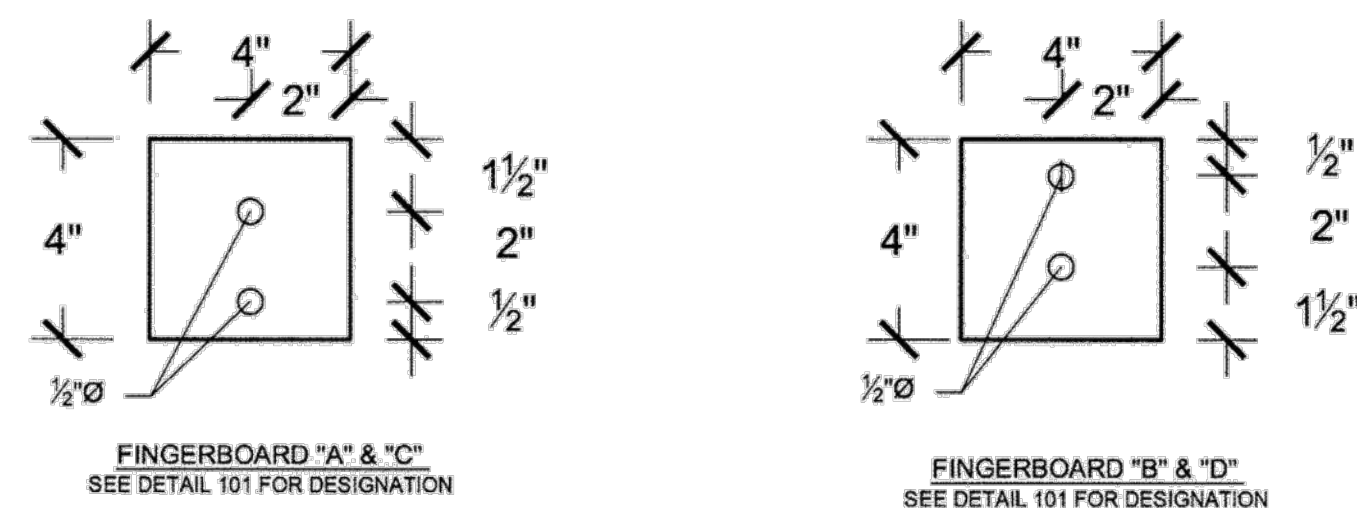 4"
2"
4"
1½"
2"
½"
½"Ø
FINGERBOARD "A" & "C"
SEE DETAIL 101 FOR DESIGNATION
4"
2"
4"
½"
2"
1½"
½"Ø
FINGERBOARD "B" & "D"
SEE DETAIL 101 FOR DESIGNATION